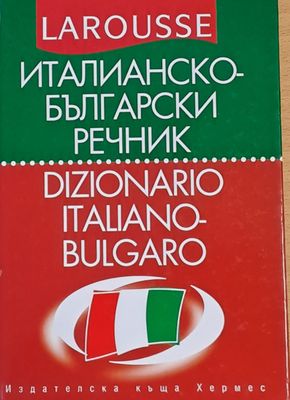 LAROUSSE
ИТАЛИАНСКО-
БЪЛГАРСКИ
РЕЧНИК
DIZIONARIO
ITALIANO-
BULGARO
Издателска къща Хермес